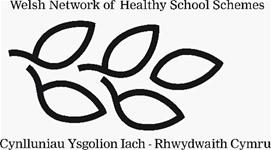 Welsh Network of Healthy School Schemes
Cynlluniau Ysgolion Iach - Rhwydwaith Cymru